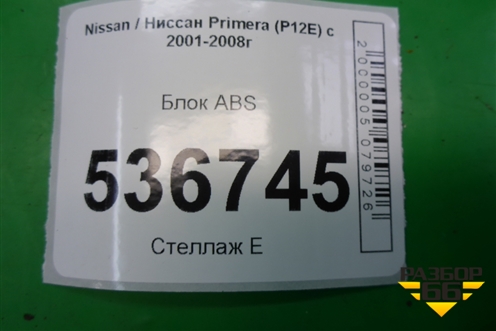 Nissan / Ниссан Primera (P12E) с
2001-2008г
Блок ABS
536745
Стеллаж Е
2000005079726
РАЗБОР
66